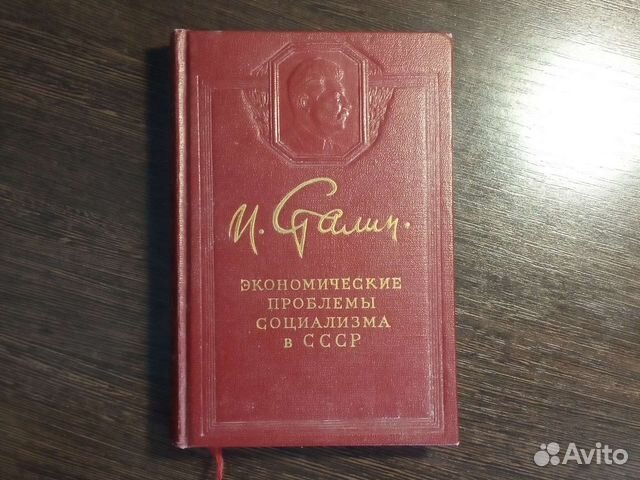 И. Сталин.
ЭКОНОМИЧЕСКИЕ
ПРОБЛЕМЫ
СОЦИАЛИЗМА
в СССР
Avito